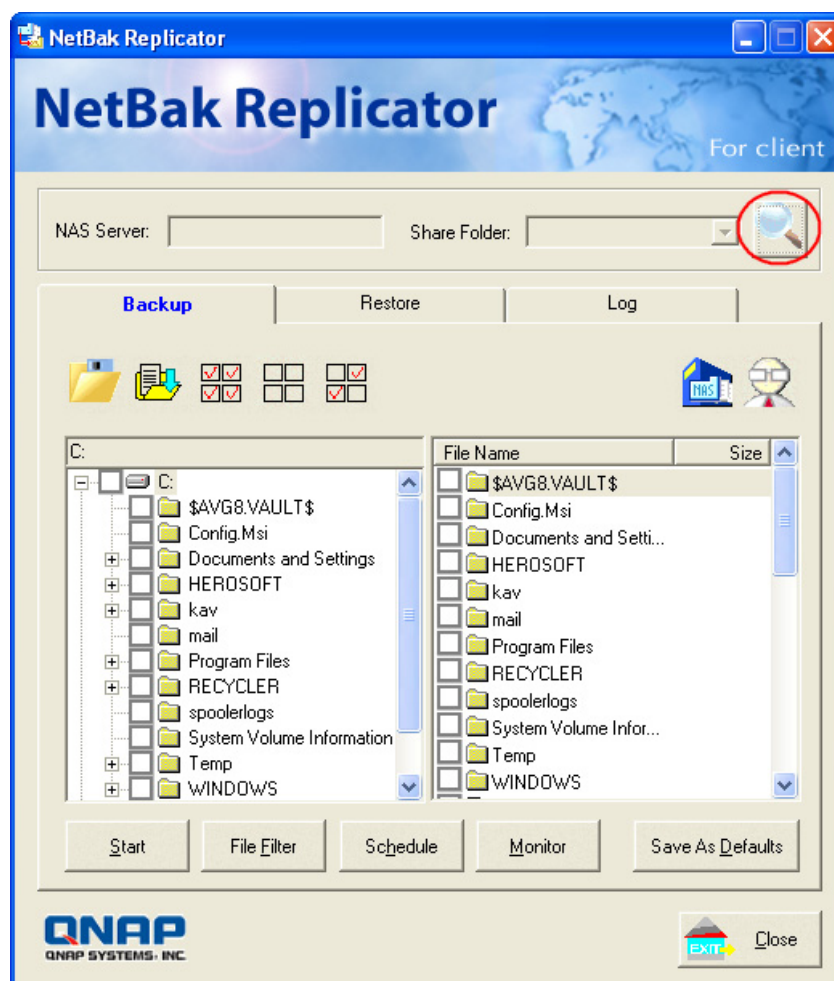 NetBak Replicator
NetBak Replicator
For client
NAS Server:
Share Folder:
Backup
Restore
Log
NAS
C:
C:
$AVG8.VAULT$
Config.Msi
Documents and Settings
HEROSOFT
kav
mail
Program Files
RECYCLER
spoolerlogs
System Volume Information
Temp
WINDOWS
File Name Size
$AVG8.VAULT$
Config.Msi
Documents and Setti...
HEROSOFT
kav
mail
Program Files
RECYCLER
spoolerlogs
System Volume Infor...
Temp
WINDOWS
Start
File Filter
Schedule
Monitor
Save As Defaults
QNAP
QNAP SYSTEMS, INC.
EXIT
Close